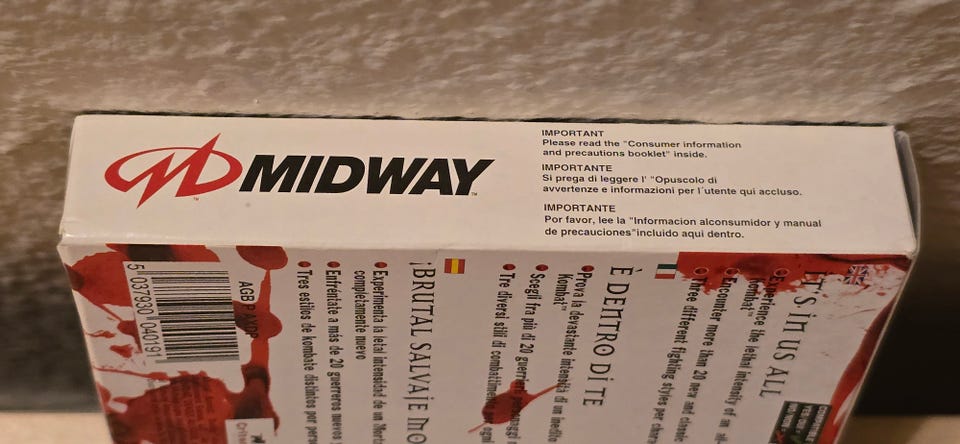 MIDWAY
IMPORTANT
Please read the "Consumer information
and precautions booklet" inside.
IMPORTANTE
Si prega di leggere l' "Opuscolo di
avvertenze e informazioni per l´utente qui accluso.
IMPORTANTE
Por favor, lee la "Informacion alconsumidor y manual
de precauciones"incluido aqui dentro.
IT'S IN US ALL
Experience the lethal intensity of an
Kombat™
Encounter more than 20 new and classic
Three different fighting styles per
È DENTRO DI TE
Prova la devastante intensità di un inedito
Kombat™
Scegli fra più di 20 guerrieri
Tre diversi stili di combattimento
¡BRUTAL SALVAJE
Experimenta la letal intensidad de un
completamente nuevo
Enfréntate a más de 20 guerreros nuevos
Tres estilos de kombate distintos por
AGB P
5 037930 040191